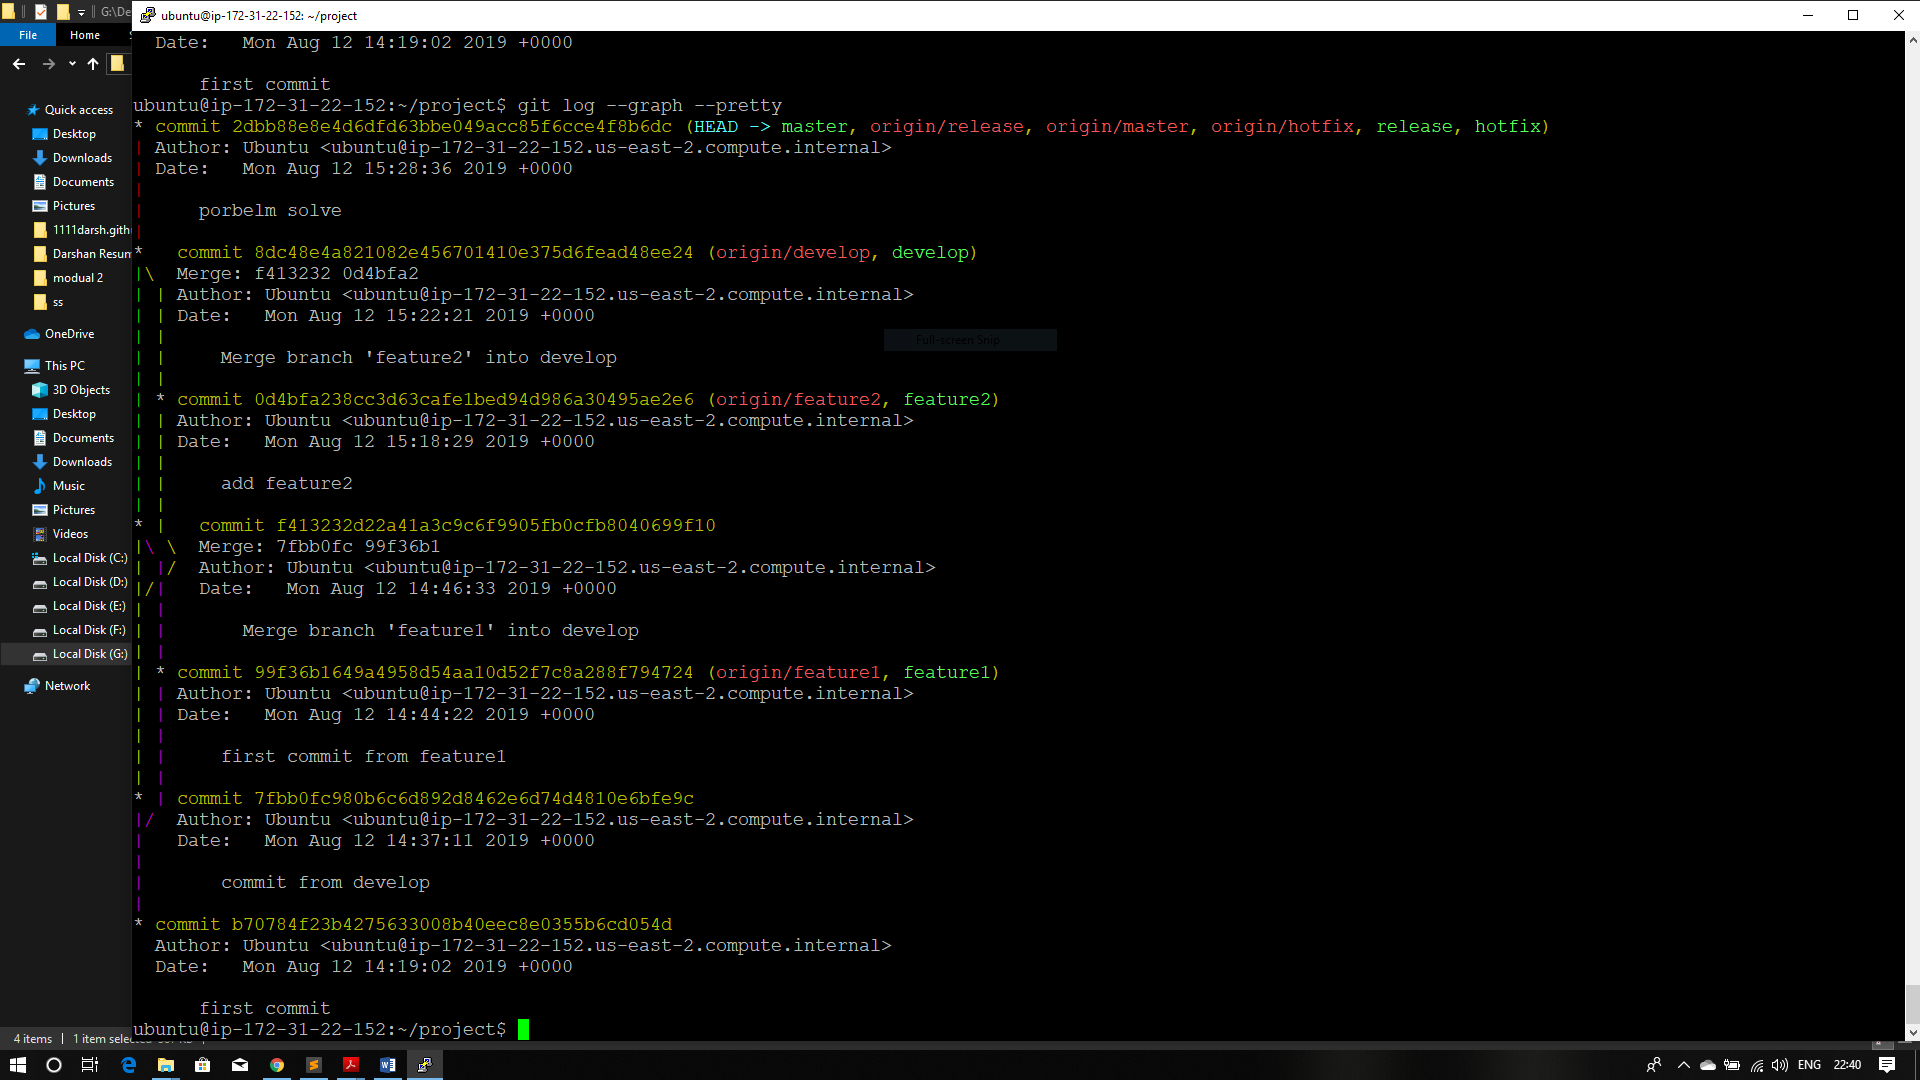 ubuntu@ip-172-31-22-152: ~/project
G:\De
File
Home
Quick access
Desktop
Downloads
Documents
Pictures
1111darsh.gith
Darshan Resun
modual 2
ss
OneDrive
This PC
3D Objects
Desktop
Documents
Downloads
Music
Pictures
Videos
Local Disk (C:)
Local Disk (D:)
Local Disk (E:)
Local Disk (F:)
Local Disk (G:)
Network
4 items
1 item selected
Date:   Mon Aug 12 14:19:02 2019 +0000
first commit
ubuntu@ip-172-31-22-152:~/project$ git log --graph --pretty
* commit 2dbb88e8e4d6dfd63bbe049acc85f6cce4f8b6dc (HEAD -> master, origin/release, origin/master, origin/hotfix, release, hotfix)
| Author: Ubuntu <ubuntu@ip-172-31-22-152.us-east-2.compute.internal>
| Date:   Mon Aug 12 15:28:36 2019 +0000
|
|     porbelm solve
|
*   commit 8dc48e4a821082e456701410e375d6fead48ee24 (origin/develop, develop)
|\  Merge: f413232 0d4bfa2
| | Author: Ubuntu <ubuntu@ip-172-31-22-152.us-east-2.compute.internal>
| | Date:   Mon Aug 12 15:22:21 2019 +0000
| |
| |     Merge branch 'feature2' into develop
| |
| * commit 0d4bfa238cc3d63cafe1bed94d986a30495ae2e6 (origin/feature2, feature2)
| | Author: Ubuntu <ubuntu@ip-172-31-22-152.us-east-2.compute.internal>
| | Date:   Mon Aug 12 15:18:29 2019 +0000
| |
| |     add feature2
| |
* |   commit f413232d22a41a3c9c6f9905fb0cfb8040699f10
|\ \  Merge: 7fbb0fc 99f36b1
| |/  Author: Ubuntu <ubuntu@ip-172-31-22-152.us-east-2.compute.internal>
|/|   Date:   Mon Aug 12 14:46:33 2019 +0000
| |
| |       Merge branch 'feature1' into develop
| |
| * commit 99f36b1649a4958d54aa10d52f7c8a288f794724 (origin/feature1, feature1)
| | Author: Ubuntu <ubuntu@ip-172-31-22-152.us-east-2.compute.internal>
| | Date:   Mon Aug 12 14:44:22 2019 +0000
| |
| |     first commit from feature1
| |
* | commit 7fbb0fc980b6c6d892d8462e6d74d4810e6bfe9c
|/  Author: Ubuntu <ubuntu@ip-172-31-22-152.us-east-2.compute.internal>
|   Date:   Mon Aug 12 14:37:11 2019 +0000
|
|       commit from develop
|
* commit b70784f23b4275633008b40eec8e0355b6cd054d
Author: Ubuntu <ubuntu@ip-172-31-22-152.us-east-2.compute.internal>
Date:   Mon Aug 12 14:19:02 2019 +0000
first commit
ubuntu@ip-172-31-22-152:~/project$
Full-screen Snip
ENG
22:40